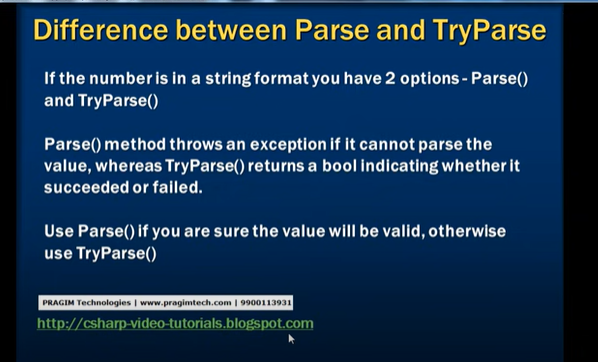 Difference between Parse and TryParse
If the number is in a string format you have 2 options - Parse()
and TryParse()
Parse() method throws an exception if it cannot parse the
value, whereas TryParse() returns a bool indicating whether it
succeeded or failed.
Use Parse() if you are sure the value will be valid, otherwise
use TryParse()
PRAGIM Technologies | www.pragimtech.com | 9900113931
http://csharp-video-tutorials.blogspot.com